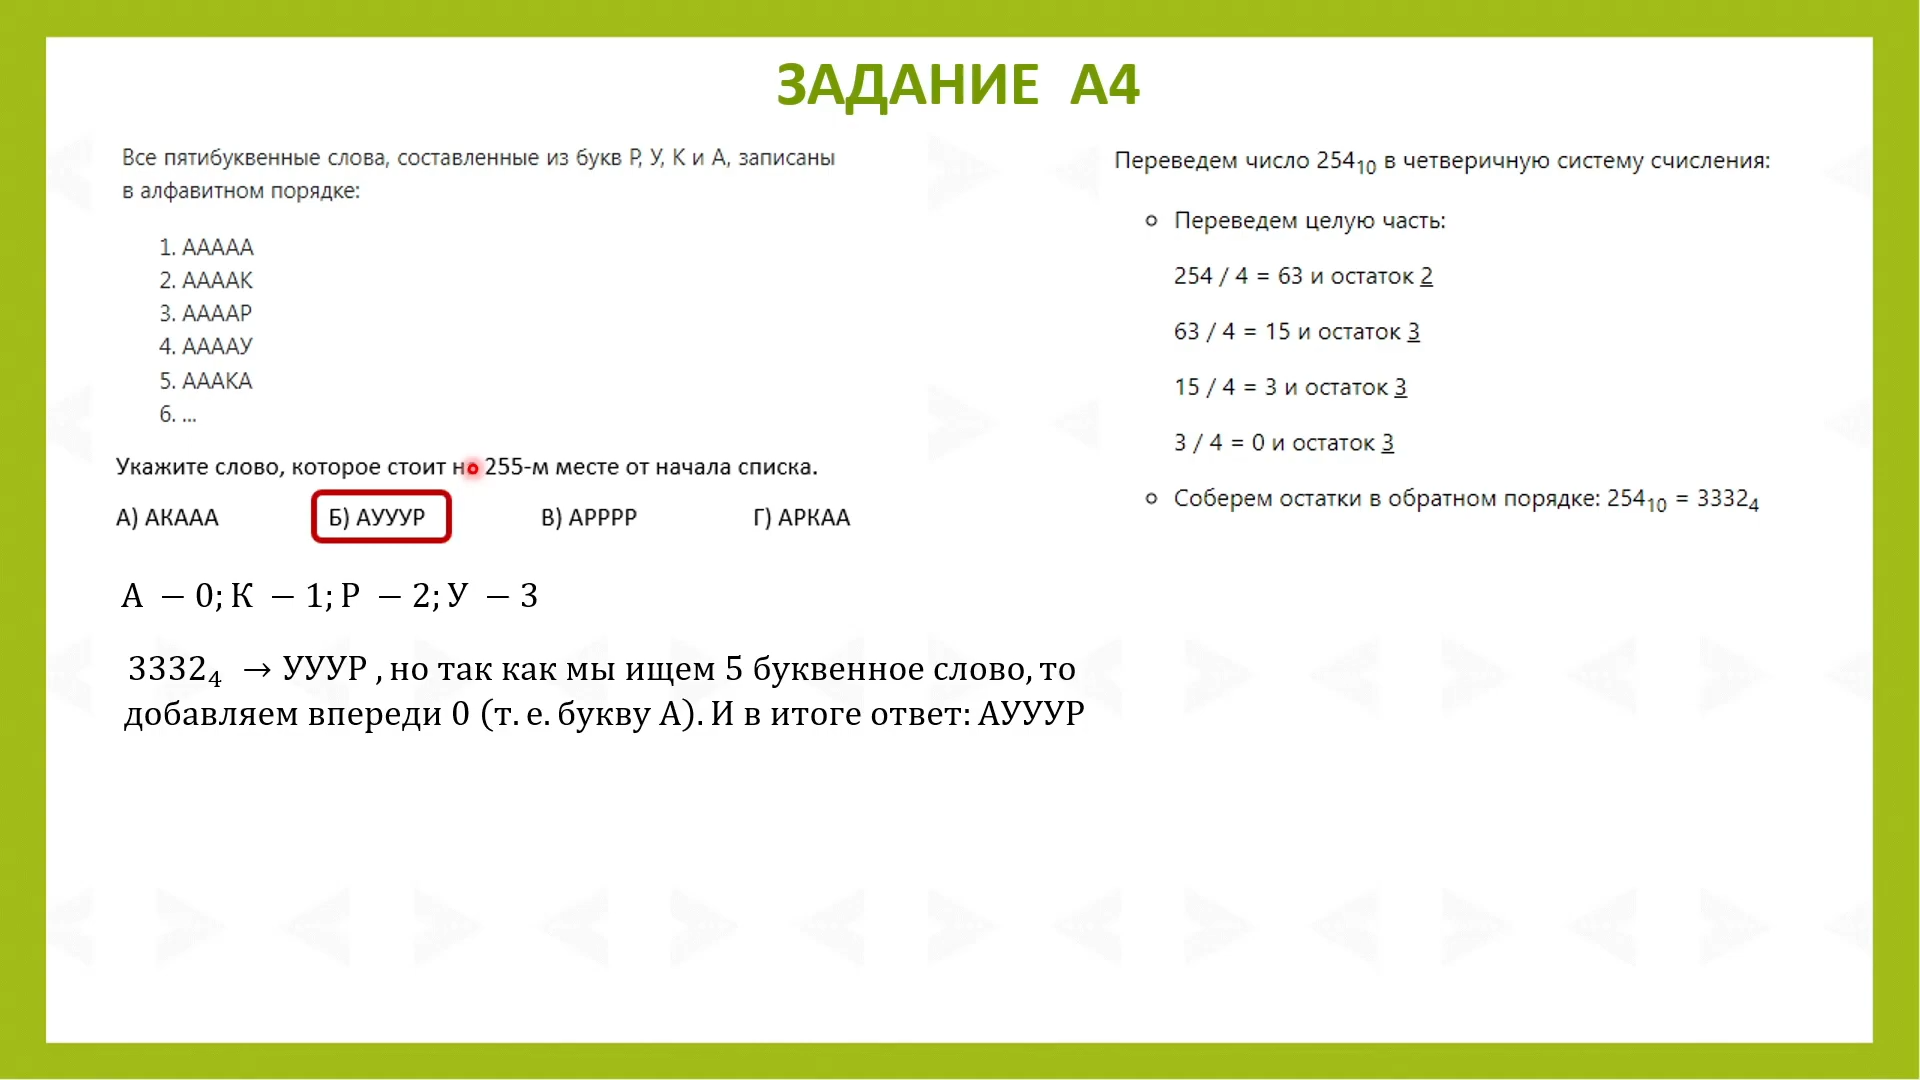 ЗАДАНИЕ А4
Все пятибуквенные слова, составленные из букв Р, У, К и А, записаны
в алфавитном порядке:
1. ААААА
2. ААААК
3. ААААР
4. ААААУ
5. АААКА
6. ...
Укажите слово, которое стоит 255-м месте от начала списка.
А) АКААА Б) АУУУР В) АРРРР Г) АРКАА
А − 0; К − 1; Р − 2; У − 3
3332₄ → УУУР , но так как мы ищем 5 буквенное слово, то
добавляем впереди 0 (т. е. букву А). И в итоге ответ: АУУУР
Переведем число 254₁₀ в четверичную систему счисления:
Переведем целую часть:
254 / 4 = 63 и остаток 2
63 / 4 = 15 и остаток 3
15 / 4 = 3 и остаток 3
3 / 4 = 0 и остаток 3
Соберем остатки в обратном порядке: 254₁₀ = 3332₄